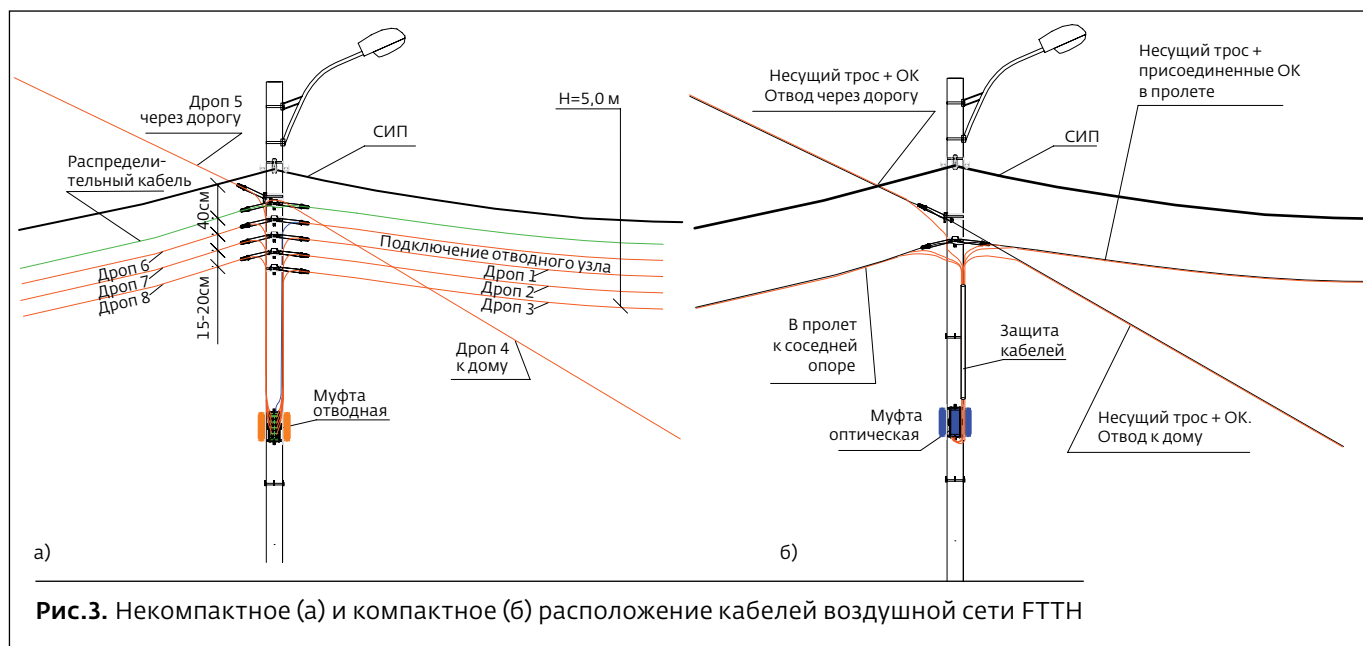 Дроп 5
через дорогу
Распредели-
тельный кабель
СИП
H=5,0 м
40см
15-20см
Дроп 6
Дроп 7
Дроп 8
Подключение отводного узла
Дроп 1
Дроп 2
Дроп 3
Дроп 4
к дому
Муфта
отводная
а)
Несущий трос + ОК
Отвод через дорогу
Несущий трос +
присоединенные ОК
в пролете
СИП
В пролет
к соседней
опоре
Защита
кабелей
Муфта
оптическая
Несущий трос + ОК.
Отвод к дому
б)
Рис.3. Некомпактное (а) и компактное (б) расположение кабелей воздушной сети FTTH